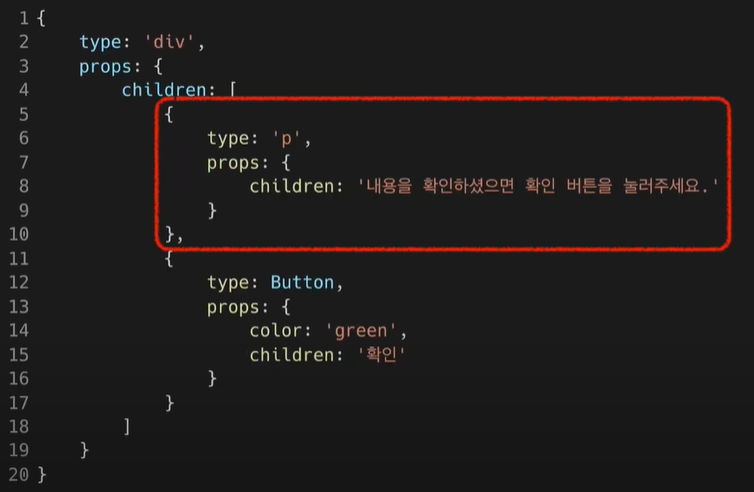 1 {
2     type: 'div',
3     props: {
4         children: [
5             {
6                 type: 'p',
7                 props: {
8                     children: '내용을 확인하셨으면 확인 버튼을 눌러주세요.'
9                 }
10             },
11             {
12                 type: Button,
13                 props: {
14                     color: 'green',
15                     children: '확인'
16                 }
17             }
18         ]
19     }
20 }